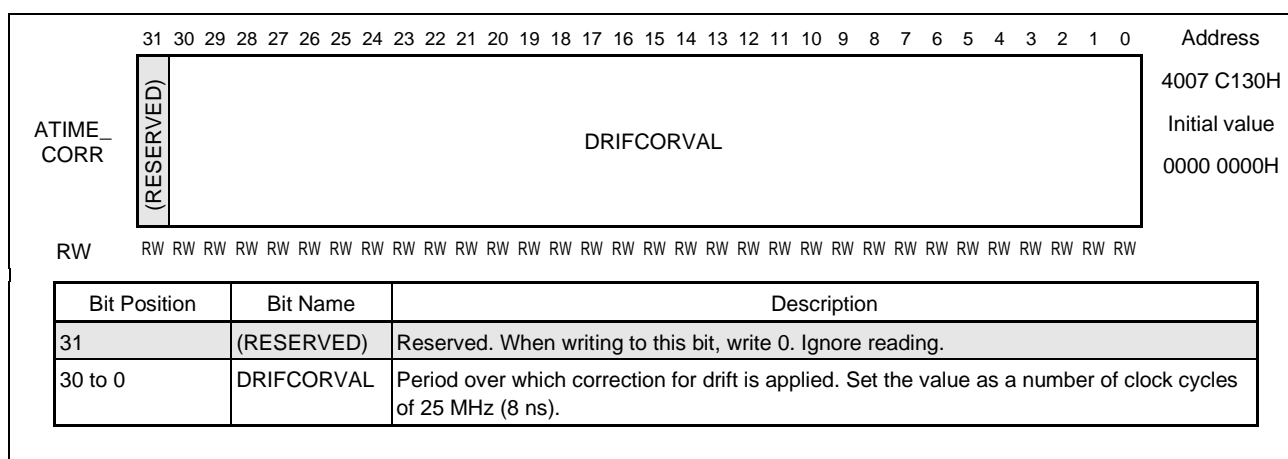 31 30 29 28 27 26 25 24 23 22 21 20 19 18 17 16 15 14 13 12 11 10 9 8 7 6 5 4 3 2 1 0 Address
4007 C130H
Initial value
0000 0000H
ATIME_
CORR
(RESERVED)
DRIFCORVAL
RW RW RW RW RW RW RW RW RW RW RW RW RW RW RW RW RW RW RW RW RW RW RW RW RW RW RW RW RW RW RW RW RW
Bit Position Bit Name Description
31 (RESERVED) Reserved. When writing to this bit, write 0. Ignore reading.
30 to 0 DRIFCORVAL Period over which correction for drift is applied. Set the value as a number of clock cycles
of 25 MHz (8 ns).